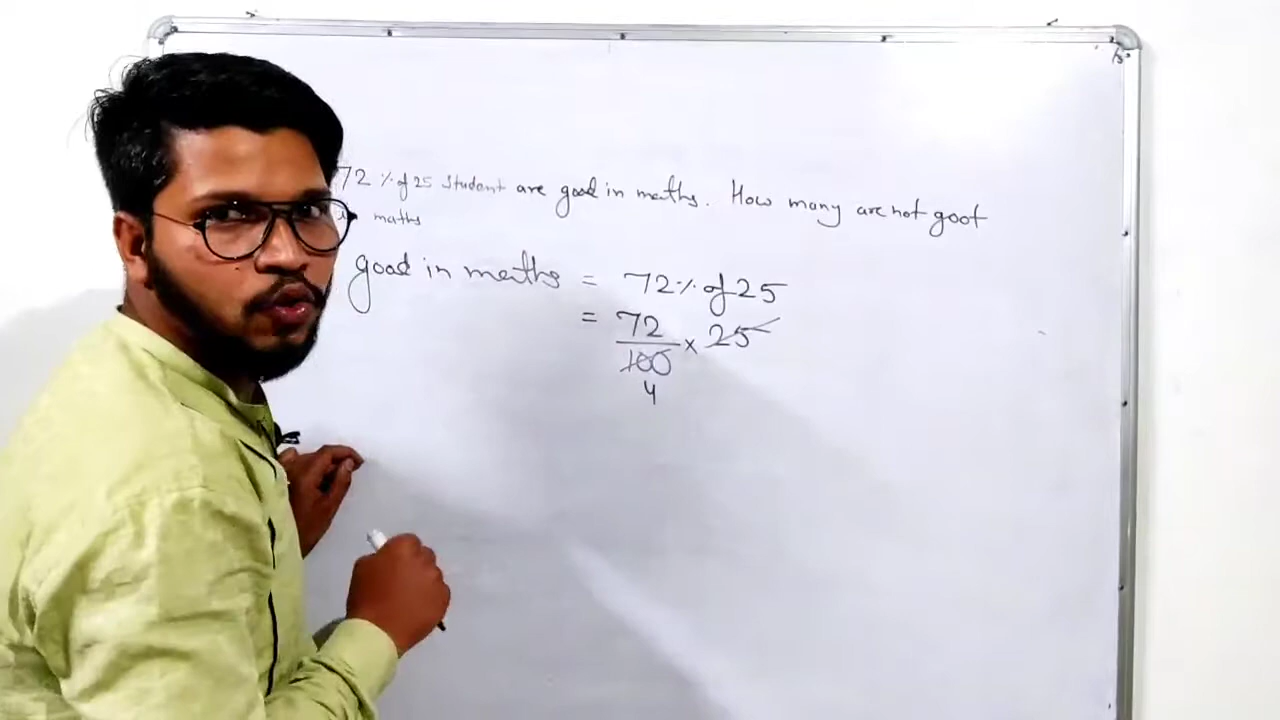 72 % of 25 student are good in maths. How many are not goot
maths
good in maths = 72% of 25
= 72/100 × 25
4